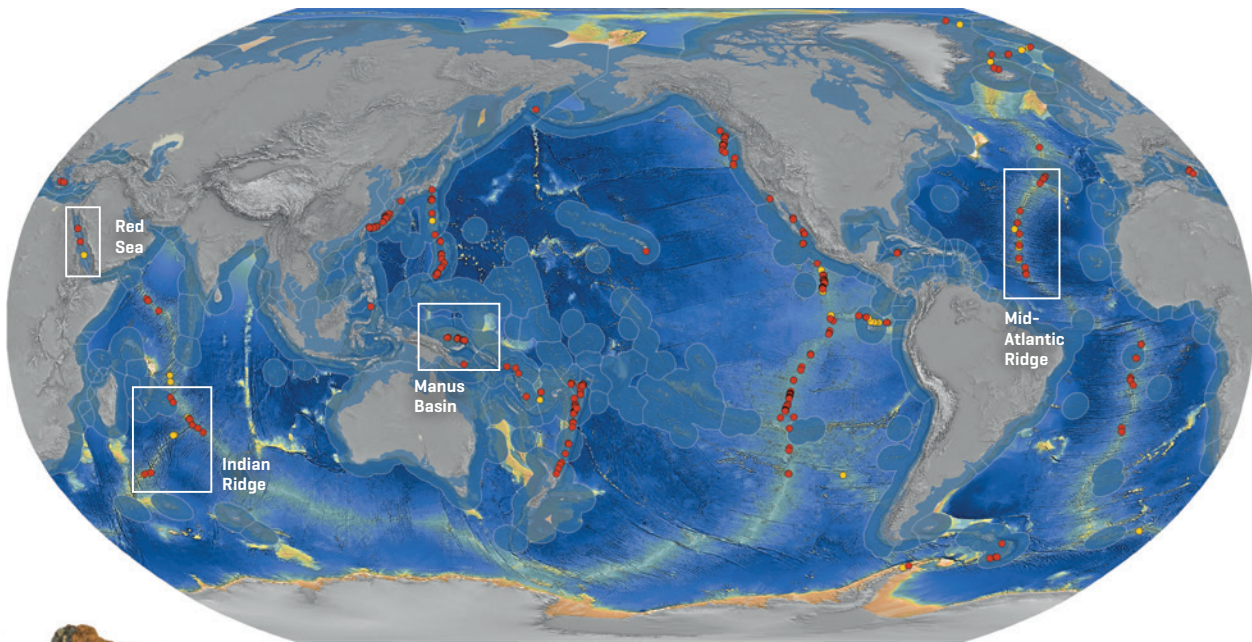 Red
Sea
Manus
Basin
Indian
Ridge
Mid-
Atlantic
Ridge